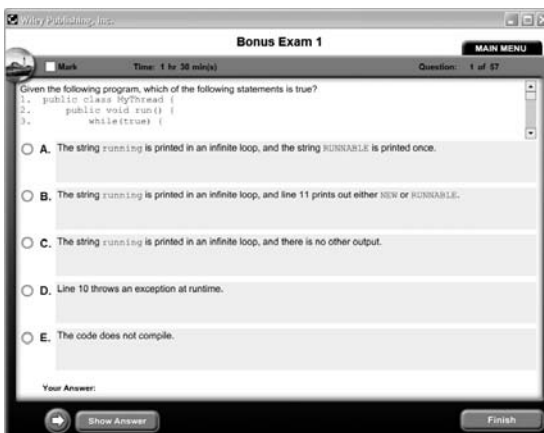 Wiley Publishing, Inc.
Bonus Exam 1
MAIN MENU
Mark Time: 1 hr 30 min(s) Question: 1 of 57
Given the following program, which of the following statements is true?
1. public class MyThread {
2. public void run() {
3. while(true) {
A. The string running is printed in an infinite loop, and the string RUNNABLE is printed once.
B. The string running is printed in an infinite loop, and line 11 prints out either NEW or RUNNABLE.
C. The string running is printed in an infinite loop, and there is no other output.
D. Line 10 throws an exception at runtime.
E. The code does not compile.
Your Answer:
Show Answer
Finish